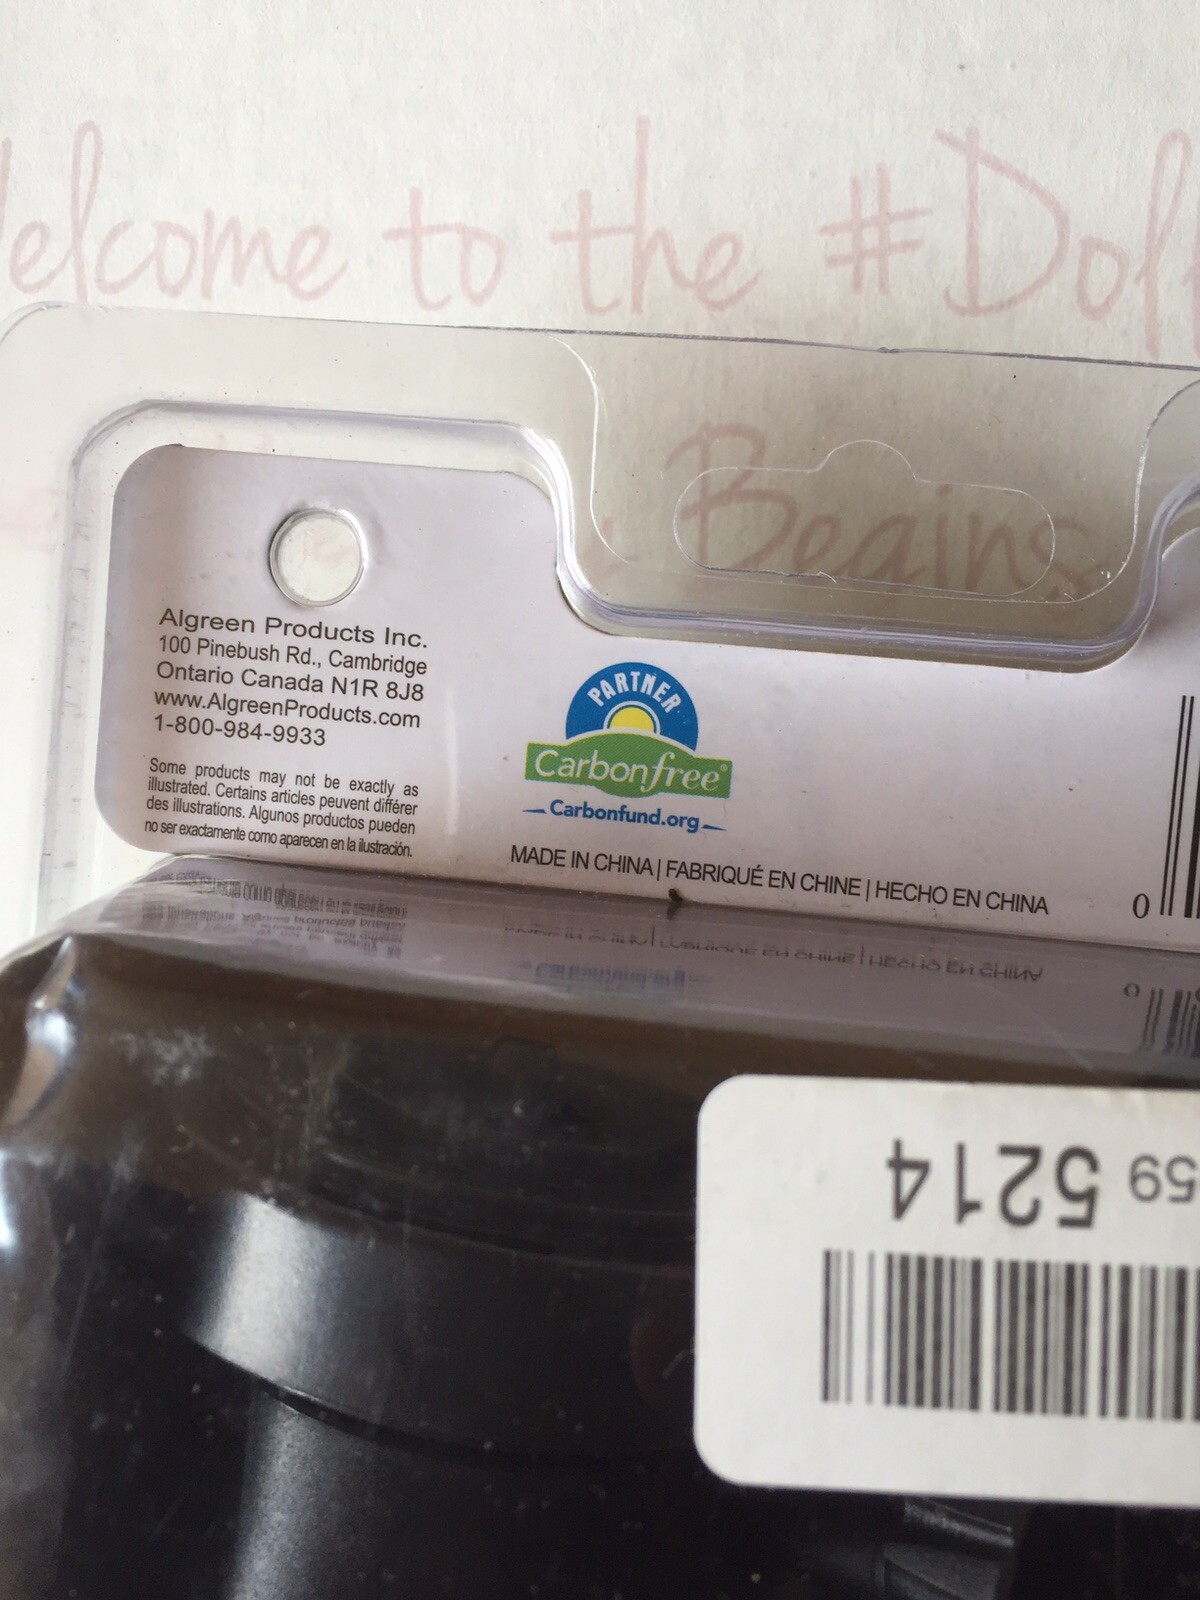 Welcome to the #Dol
Begins
Algreen Products Inc.
100 Pinebush Rd., Cambridge
Ontario Canada N1R 8J8
www.AlgreenProducts.com
1-800-984-9933
Some products may not be exactly as
illustrated. Certains articles peuvent différer
des illustrations. Algunos productos pueden
no ser exactamente como aparecen en la ilustración.
PARTNER
Carbonfree®
Carbonfund.org
MADE IN CHINA | FABRIQUÉ EN CHINE | HECHO EN CHINA
0
59 5214